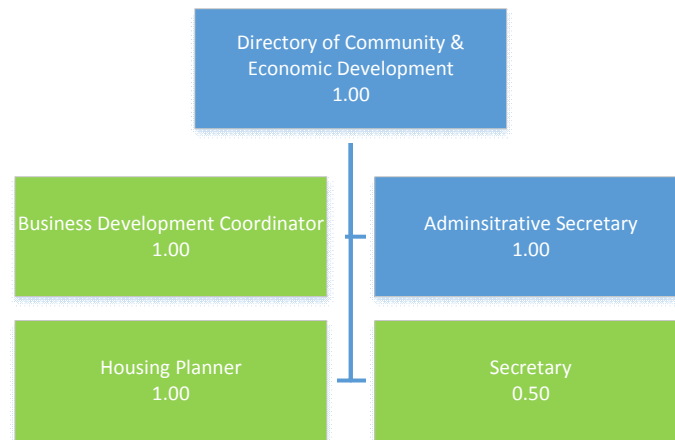 Directory of Community &
Economic Development
1.00
Business Development Coordinator
1.00
Adminsitrative Secretary
1.00
Housing Planner
1.00
Secretary
0.50